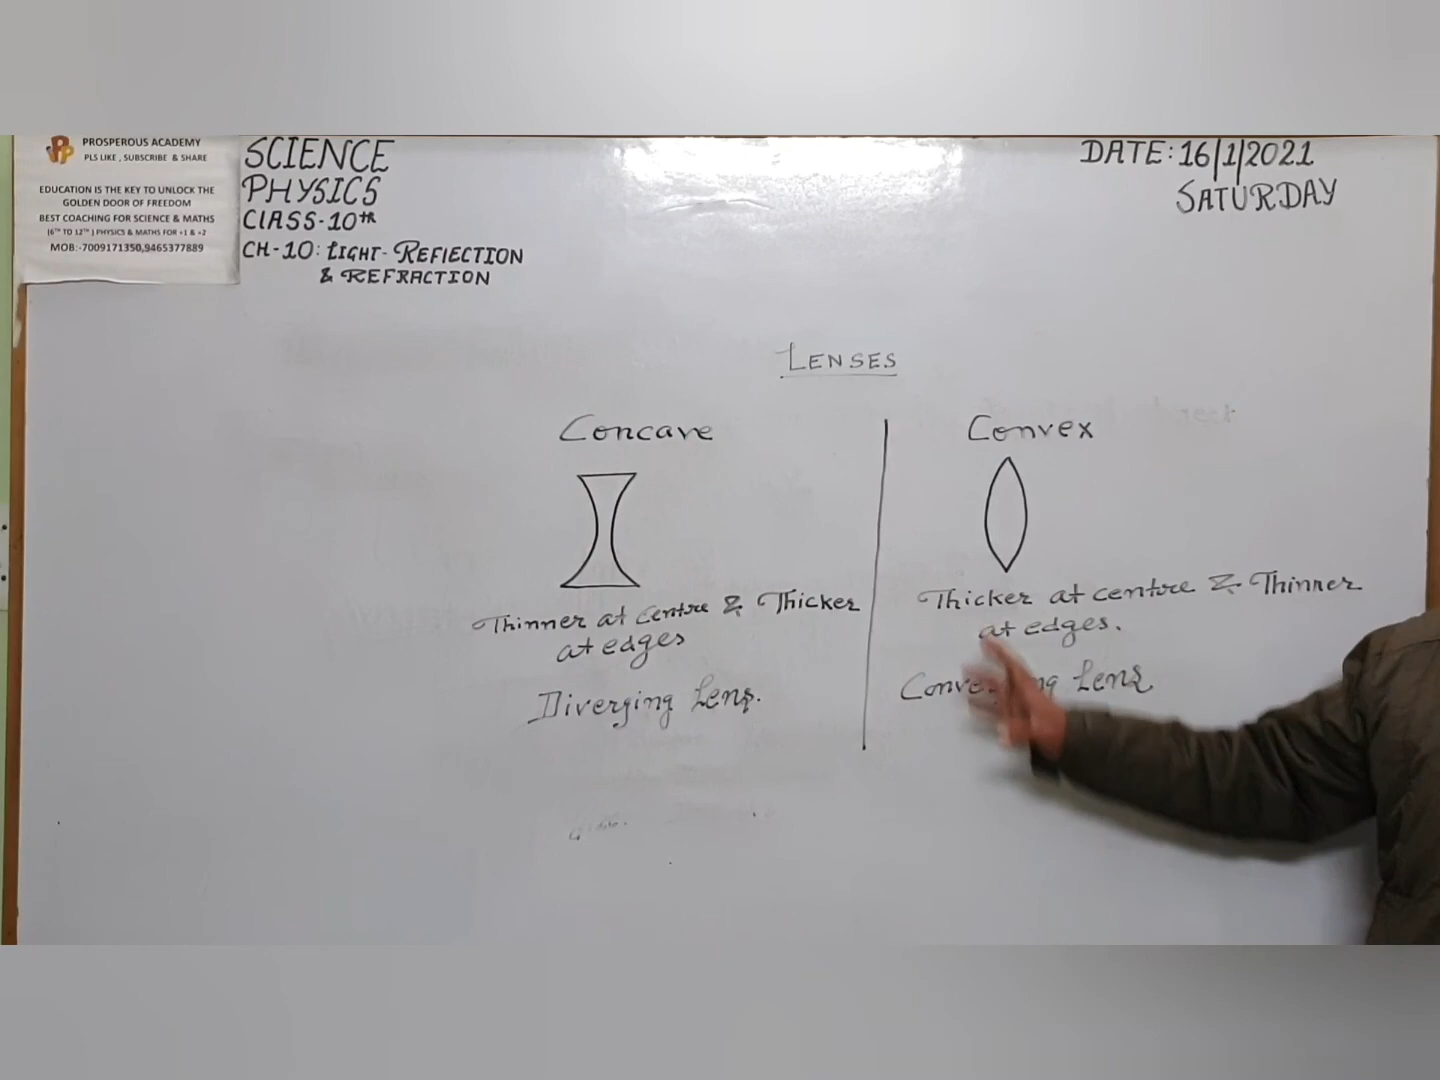 PROSPEROUS ACADEMY
PLS LIKE , SUBSCRIBE & SHARE
EDUCATION IS THE KEY TO UNLOCK THE
GOLDEN DOOR OF FREEDOM
BEST COACHING FOR SCIENCE & MATHS
(6TH TO 12TH ) PHYSICS & MATHS FOR +1 & +2
MOB:-7009171350,9465377889
SCIENCE
PHYSICS
ClASS-10th
CH-10: LIGHT-REFlECTION
& REFRACTION
DATE:16/1/2021
SATURDAY
LENSES
Concave
Thinner at centre & Thicker
at edges
Diverging Lens.
Convex
Thicker at centre & Thinner
at edges.
Lens